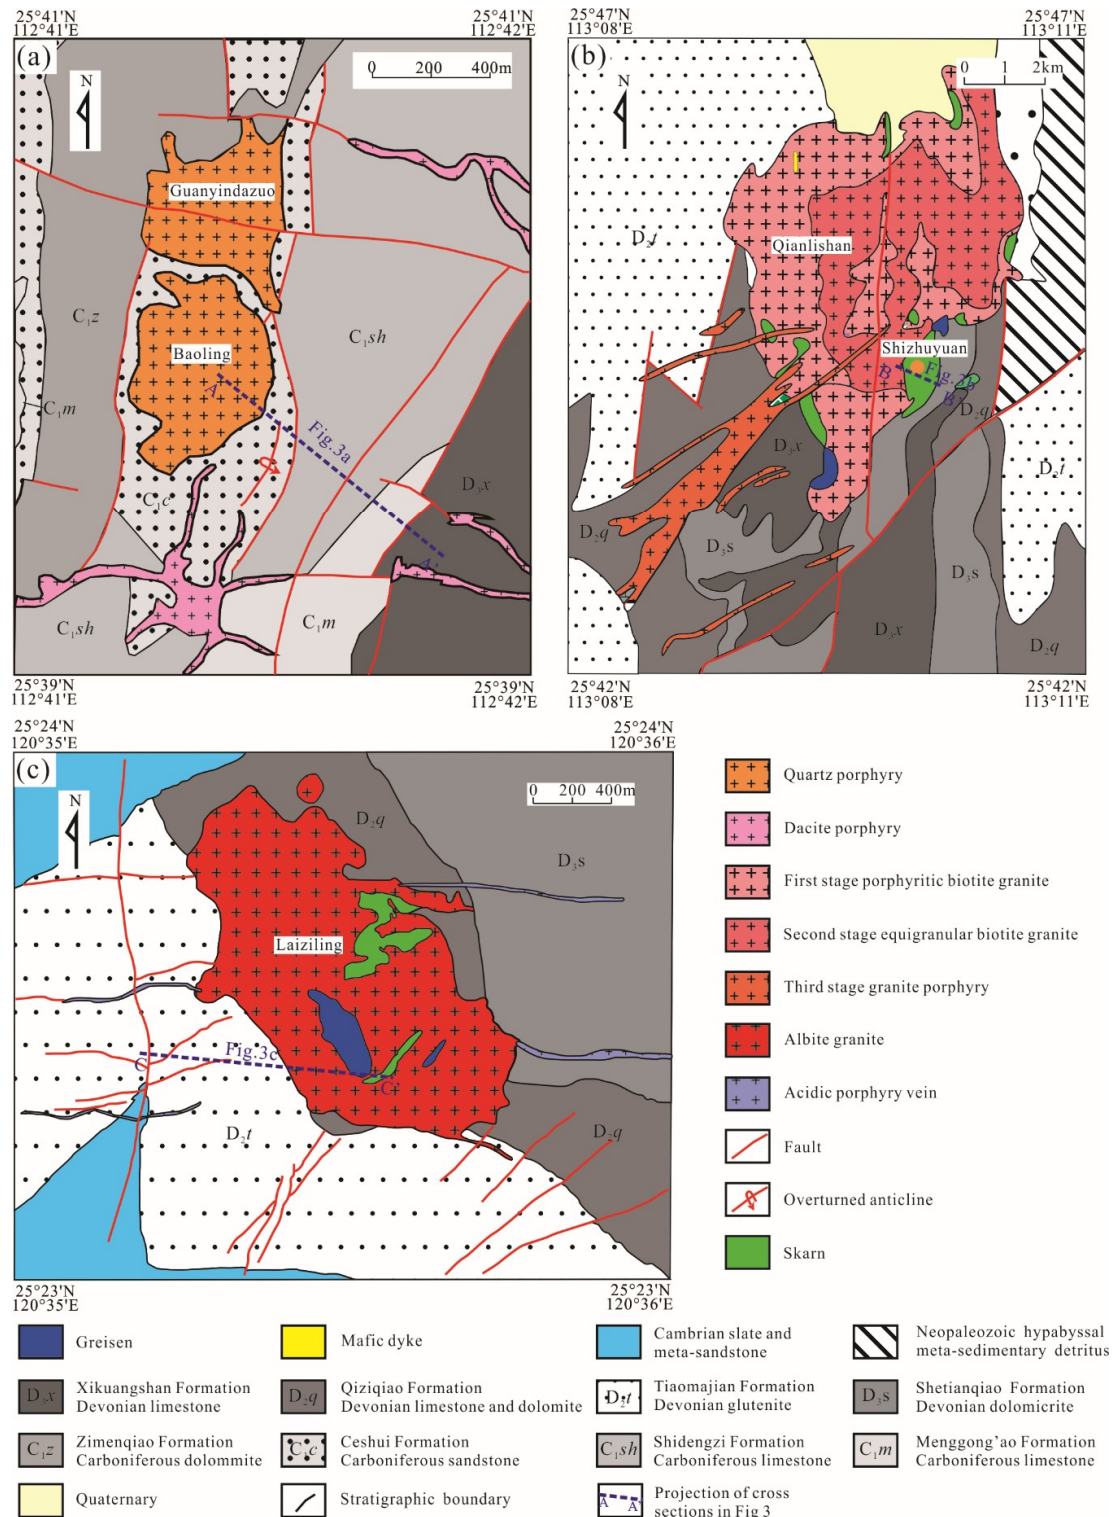 25°41'N
112°41'E
25°41'N
112°42'E
(a)
0 200 400m
N
Guanyindazuo
C₁z
C₁sh
Baoling
A
C₁m
Fig.3a
D₃x
C₁c
A'
C₁sh
C₁m
25°39'N
112°41'E
25°39'N
112°42'E
25°47'N
113°08'E
25°47'N
113°11'E
(b)
0 1 2km
N
D₂t
Qianlishan
Shizhuyuan
B
Fig.3b
B'
D₂q
D₃x
D₂t
D₂q
D₃s
D₃s
D₃x
D₂q
25°42'N
113°08'E
25°42'N
113°11'E
25°24'N
120°35'E
25°24'N
120°36'E
(c)
N
0 200 400m
D₂q
D₃s
Laiziling
Fig.3c
C
C'
D₂t
D₂q
25°23'N
120°35'E
25°23'N
120°36'E
Quartz porphyry
Dacite porphyry
First stage porphyritic biotite granite
Second stage equigranular biotite granite
Third stage granite porphyry
Albite granite
Acidic porphyry vein
Fault
Overturned anticline
Skarn
Greisen
Mafic dyke
Cambrian slate and
meta-sandstone
Neopaleozoic hypabyssal
meta-sedimentary detritus
D₃x
Xikuangshan Formation
Devonian limestone
D₂q
Qiziqiao Formation
Devonian limestone and dolomite
D₂t
Tiaomajian Formation
Devonian glutenite
D₃s
Shetianqiao Formation
Devonian dolomicrite
C₁z
Zimenqiao Formation
Carboniferous dolommite
C₁c
Ceshui Formation
Carboniferous sandstone
C₁sh
Shidengzi Formation
Carboniferous limestone
C₁m
Menggong'ao Formation
Carboniferous limestone
Quaternary
Stratigraphic boundary
A A'
Projection of cross
sections in Fig 3